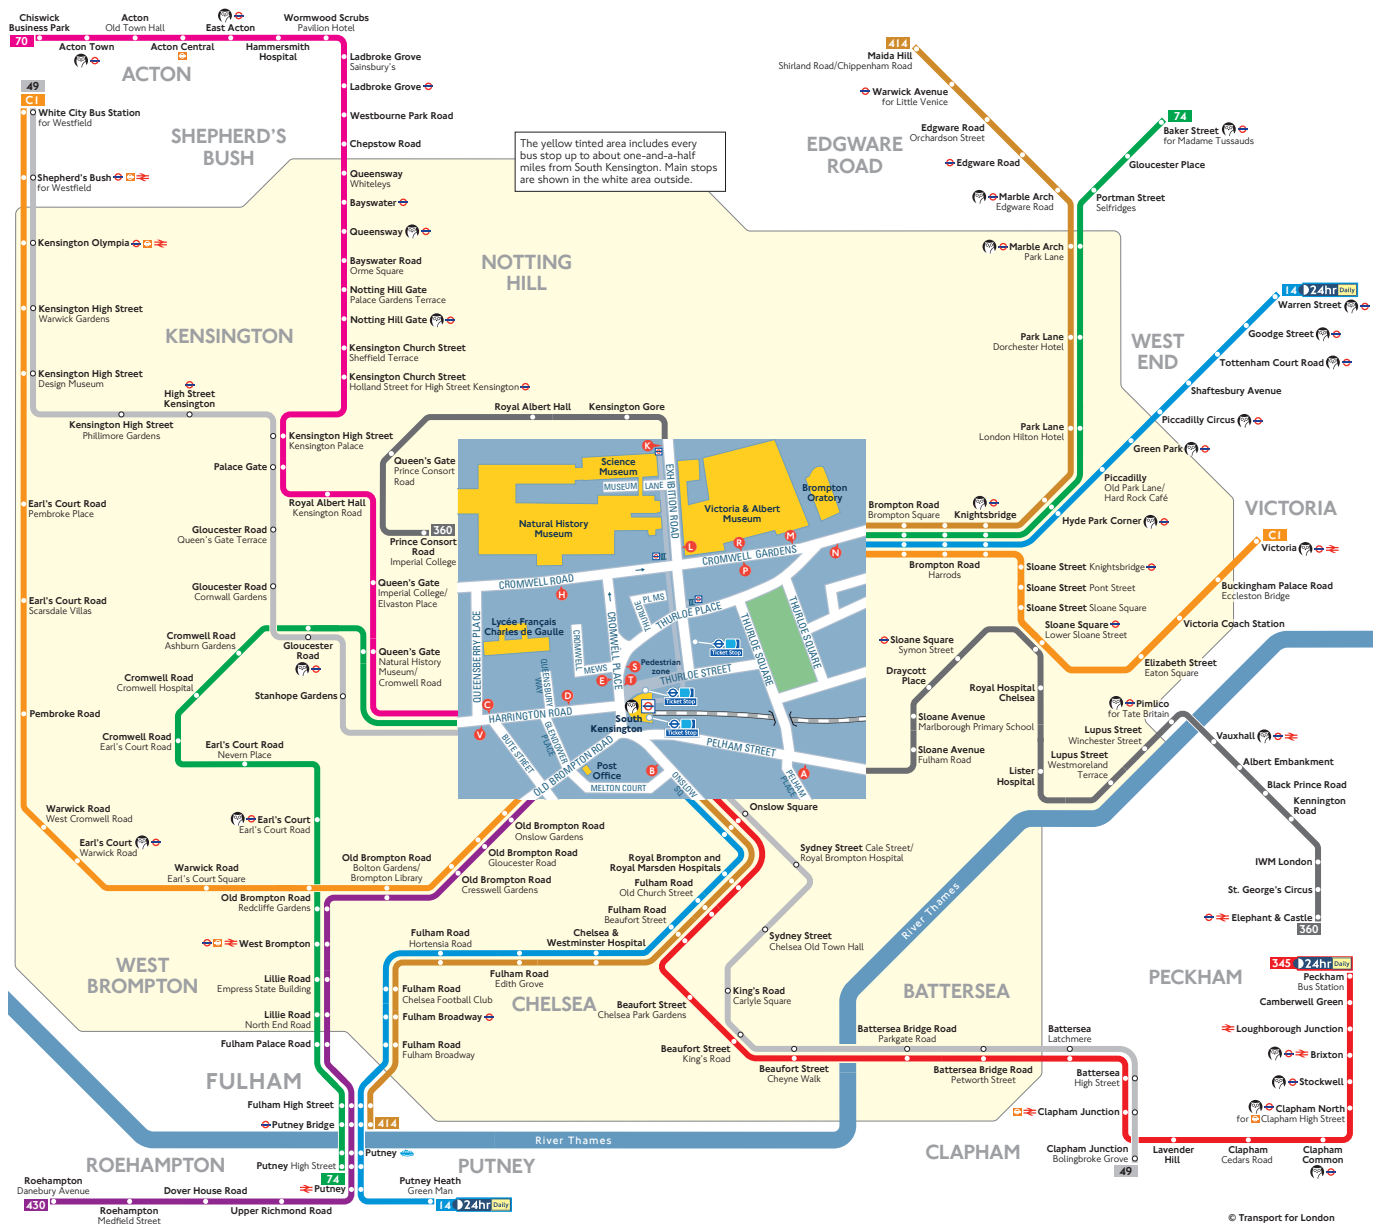 Chiswick
Business Park
70
Acton
Old Town Hall
East Acton
Wormwood Scrubs
Pavilion Hotel
Acton Town
Acton Central
Hammersmith
Hospital
ACTON
Ladbroke Grove
Sainsbury's
Ladbroke Grove
Westbourne Park Road
Chepstow Road
Queensway
Whiteleys
Bayswater
Queensway
Bayswater Road
Orme Square
Notting Hill Gate
Palace Gardens Terrace
Notting Hill Gate
Kensington Church Street
Sheffield Terrace
Kensington Church Street
Holland Street for High Street Kensington
49
C1
White City Bus Station
for Westfield
SHEPHERD'S
BUSH
Shepherd's Bush
for Westfield
Kensington Olympia
Kensington High Street
Warwick Gardens
KENSINGTON
Kensington High Street
Design Museum
High Street
Kensington
Kensington High Street
Phillimore Gardens
Kensington High Street
Kensington Palace
Palace Gate
Royal Albert Hall
Kensington Road
The yellow tinted area includes every
bus stop up to about one-and-a-half
miles from South Kensington. Main stops
are shown in the white area outside.
NOTTING
HILL
414
Maida Hill
Shirland Road/Chippenham Road
Warwick Avenue
for Little Venice
Edgware Road
Orchardson Street
Edgware Road
Marble Arch
Edgware Road
EDGWARE
ROAD
74
Baker Street
for Madame Tussauds
Gloucester Place
Portman Street
Selfridges
Marble Arch
Park Lane
Park Lane
Dorchester Hotel
Park Lane
London Hilton Hotel
14 24hr Daily
Warren Street
Goodge Street
Tottenham Court Road
Shaftesbury Avenue
Piccadilly Circus
Green Park
Piccadilly
Old Park Lane/
Hard Rock Café
Hyde Park Corner
WEST
END
Knightsbridge
Brompton Road
Brompton Square
Brompton Road
Harrods
VICTORIA
C1
Victoria
Buckingham Palace Road
Eccleston Bridge
Victoria Coach Station
Elizabeth Street
Eaton Square
Sloane Street Knightsbridge
Sloane Street Pont Street
Sloane Street Sloane Square
Sloane Square
Lower Sloane Street
Sloane Square
Symon Street
Draycott
Place
Sloane Avenue
Marlborough Primary School
Sloane Avenue
Fulham Road
Royal Hospital
Chelsea
Lister
Hospital
Lupus Street
Westmoreland
Terrace
Lupus Street
Winchester Street
Pimlico
for Tate Britain
Vauxhall
Albert Embankment
Black Prince Road
Kennington
Road
IWM London
St. George's Circus
Elephant & Castle
360
Royal Albert Hall
Kensington Gore
Queen's Gate
Prince Consort
Road
360
Prince Consort
Road
Imperial College
Queen's Gate
Imperial College/
Elvaston Place
Queen's Gate
Natural History
Museum/
Cromwell Road
K
Science
Museum
MUSEUM LANE
EXHIBITION ROAD
Natural History
Museum
Victoria & Albert
Museum
Brompton
Oratory
L
R
M
N
P
CROMWELL GARDENS
CROMWELL ROAD
H
QUEENSBERRY PLACE
Lycée Français
Charles de Gaulle
CROMWELL
MEWS
CROMWELL PLACE
THURLOE
PL MS
THURLOE PLACE
THURLOE SQUARE
THURLOE SQUARE
Ticket Stop
Pedestrian
zone
THURLOE STREET
S
E
T
QUEENSBURY
WAY
D
C
V
HARRINGTON ROAD
South
Kensington
Ticket Stop
Ticket Stop
PELHAM STREET
BUTE STREET
GLENDOWER
PLACE
OLD BROMPTON ROAD
Post
Office
B
MELTON COURT
ONSLOW
SQ
A
PELHAM
PLACE
Earl's Court Road
Pembroke Place
Earl's Court Road
Scarsdale Villas
Pembroke Road
Gloucester Road
Queen's Gate Terrace
Gloucester Road
Cornwall Gardens
Cromwell Road
Ashburn Gardens
Gloucester
Road
Stanhope Gardens
Cromwell Road
Cromwell Hospital
Cromwell Road
Earl's Court Road
Earl's Court Road
Nevern Place
Earl's Court
Earl's Court Road
Warwick Road
West Cromwell Road
Earl's Court
Warwick Road
Warwick Road
Earl's Court Square
Old Brompton Road
Bolton Gardens/
Brompton Library
Old Brompton Road
Onslow Gardens
Old Brompton Road
Gloucester Road
Old Brompton Road
Cresswell Gardens
Old Brompton Road
Redcliffe Gardens
West Brompton
Lillie Road
Empress State Building
Lillie Road
North End Road
Fulham Palace Road
WEST
BROMPTON
FULHAM
Fulham High Street
Putney Bridge
Putney High Street
74
Putney
ROEHAMPTON
Roehampton
Danebury Avenue
430
Roehampton
Medfield Street
Dover House Road
Upper Richmond Road
414
Putney
PUTNEY
Putney Heath
Green Man
14 24hr Daily
Onslow Square
Royal Brompton and
Royal Marsden Hospitals
Fulham Road
Old Church Street
Fulham Road
Beaufort Street
Chelsea &
Westminster Hospital
Fulham Road
Hortensia Road
Fulham Road
Edith Grove
Fulham Road
Chelsea Football Club
Fulham Broadway
Fulham Road
Fulham Broadway
CHELSEA
Sydney Street Cale Street/
Royal Brompton Hospital
Sydney Street
Chelsea Old Town Hall
King's Road
Carlyle Square
Beaufort Street
Chelsea Park Gardens
Beaufort Street
King's Road
Beaufort Street
Cheyne Walk
Battersea Bridge Road
Parkgate Road
Battersea Bridge Road
Petworth Street
Battersea
Latchmere
Battersea
High Street
Clapham Junction
Clapham Junction
Bolingbroke Grove
49
BATTERSEA
River Thames
River Thames
CLAPHAM
Lavender
Hill
Clapham
Cedars Road
Clapham
Common
PECKHAM
345 24hr Daily
Peckham
Bus Station
Camberwell Green
Loughborough Junction
Brixton
Stockwell
Clapham North
for Clapham High Street
© Transport for London